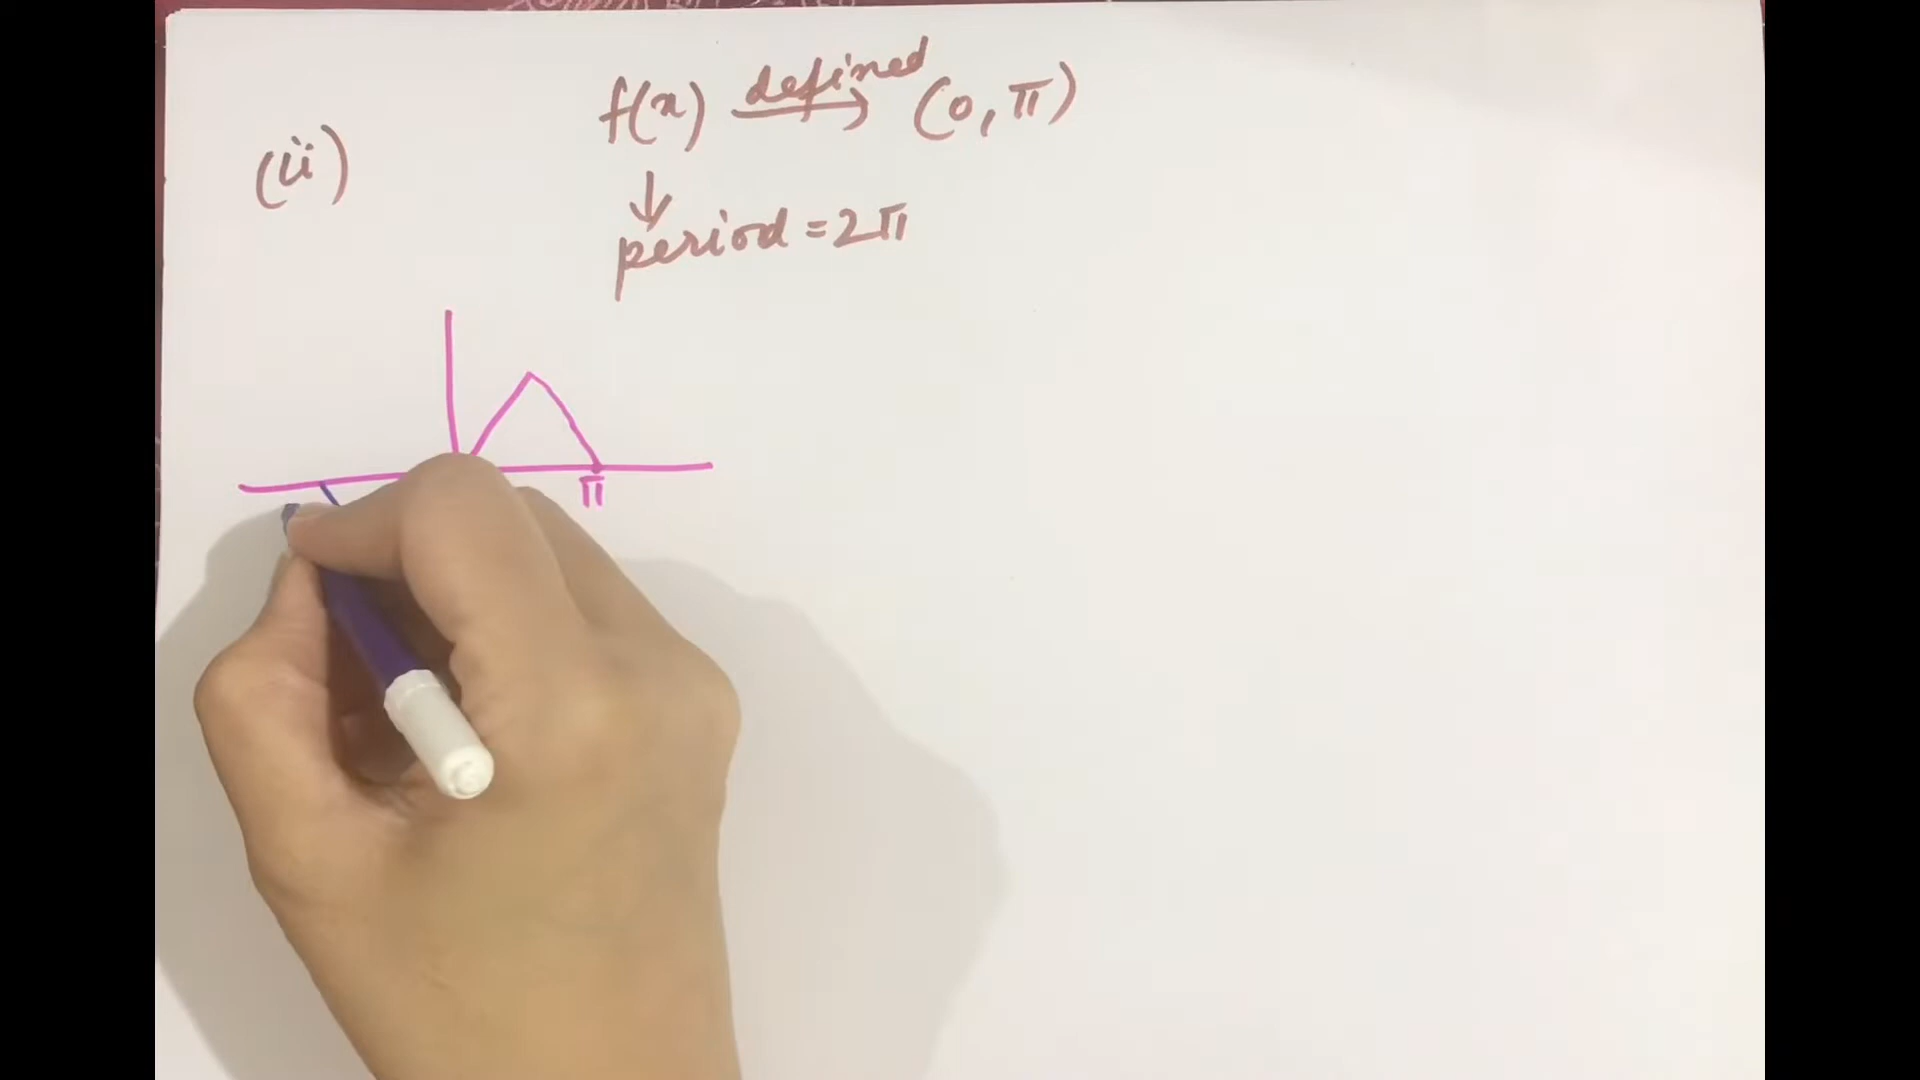 f(x) defined → (0, π)
(ii)
↓
period = 2π
π